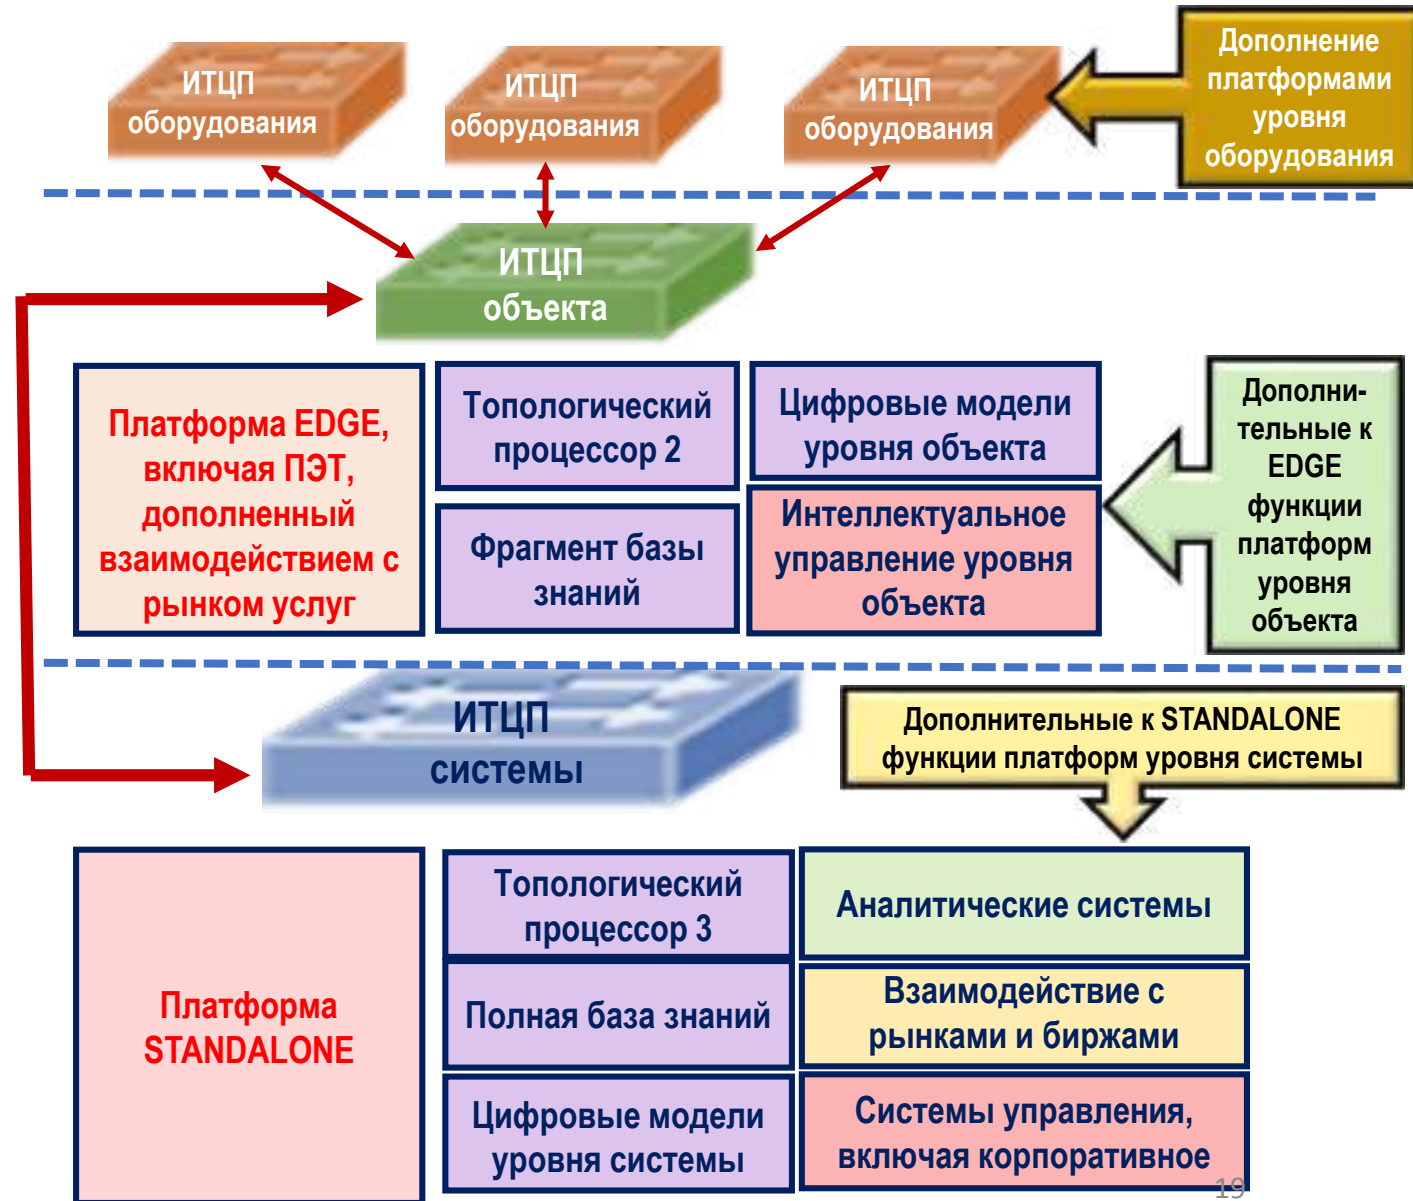 ИТЦП
оборудования
ИТЦП
оборудования
ИТЦП
оборудования
Дополнение
платформами
уровня
оборудования
ИТЦП
объекта
Платформа EDGE,
включая ПЭТ,
дополненный
взаимодействием с
рынком услуг
Топологический
процессор 2
Цифровые модели
уровня объекта
Фрагмент базы
знаний
Интеллектуальное
управление уровня
объекта
Дополни-
тельные к
EDGE
функции
платформ
уровня
объекта
ИТЦП
системы
Дополнительные к STANDALONE
функции платформ уровня системы
Платформа
STANDALONE
Топологический
процессор 3
Аналитические системы
Полная база знаний
Взаимодействие с
рынками и биржами
Цифровые модели
уровня системы
Системы управления,
включая корпоративное
19